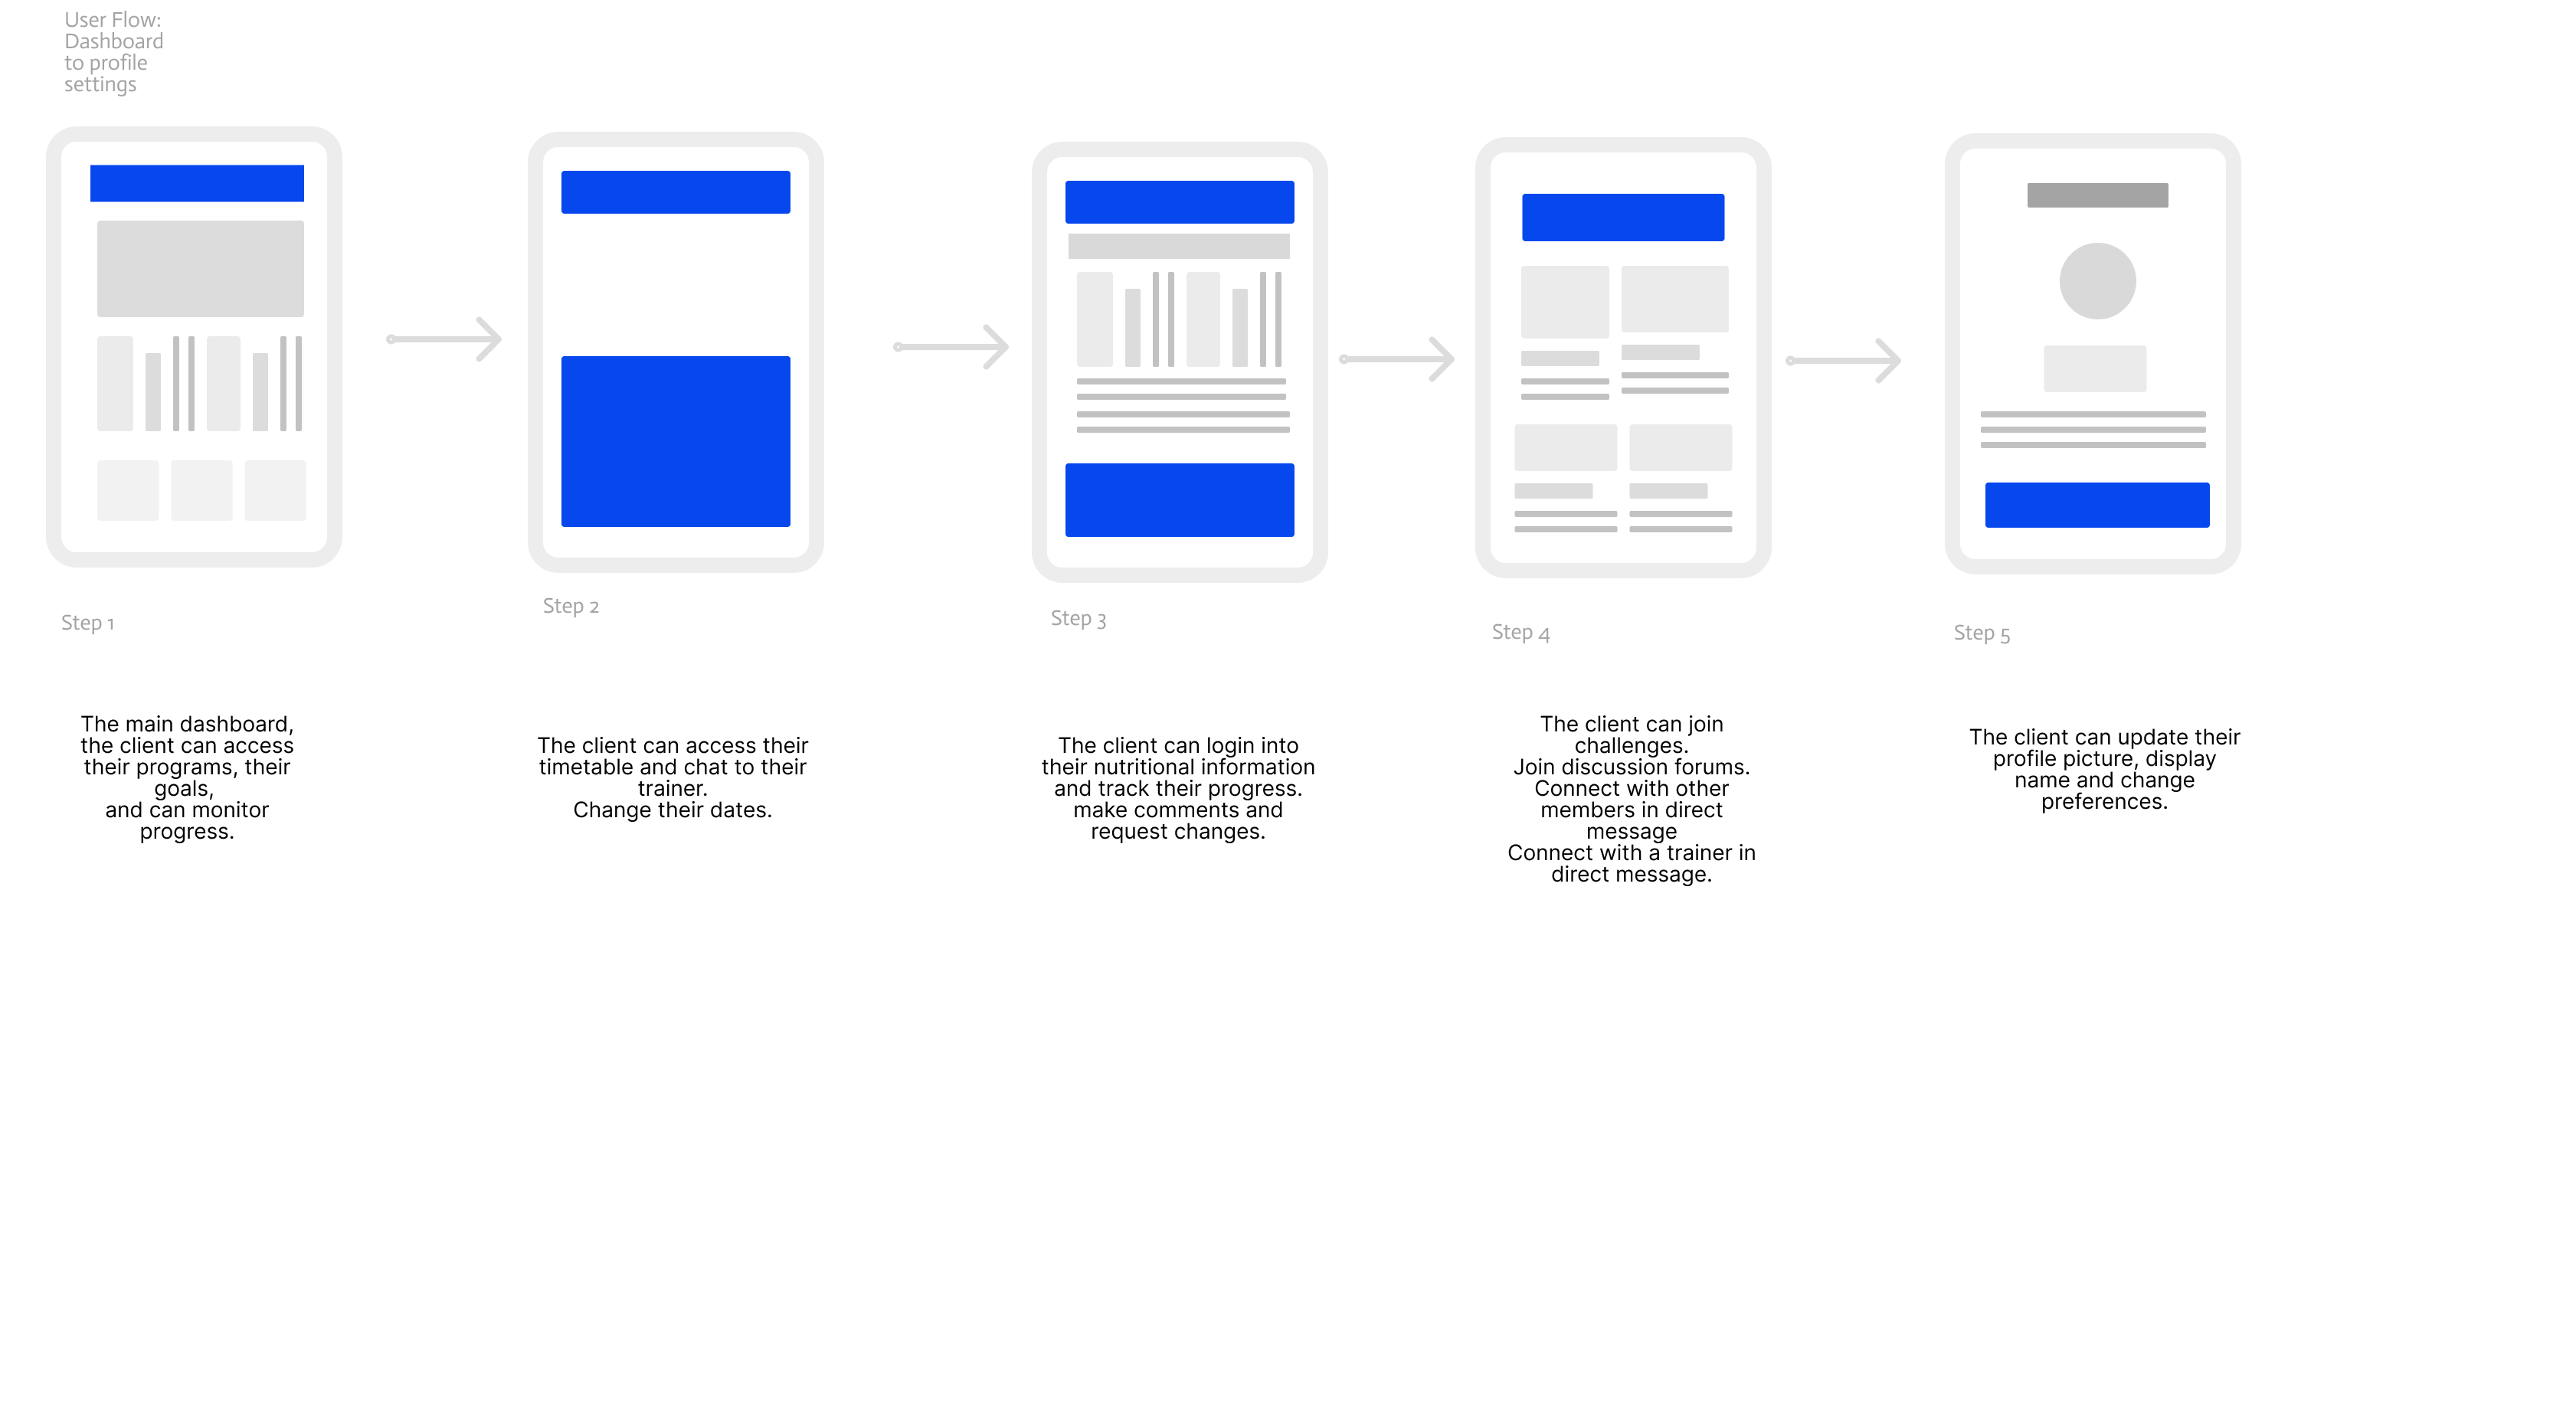 User Flow:
Dashboard
to profile
settings
Step 1
Step 2
Step 3
Step 4
Step 5
The main dashboard,
the client can access
their programs, their
goals,
and can monitor
progress.
The client can access their
timetable and chat to their
trainer.
Change their dates.
The client can login into
their nutritional information
and track their progress.
make comments and
request changes.
The client can join
challenges.
Join discussion forums.
Connect with other
members in direct
message
Connect with a trainer in
direct message.
The client can update their
profile picture, display
name and change
preferences.